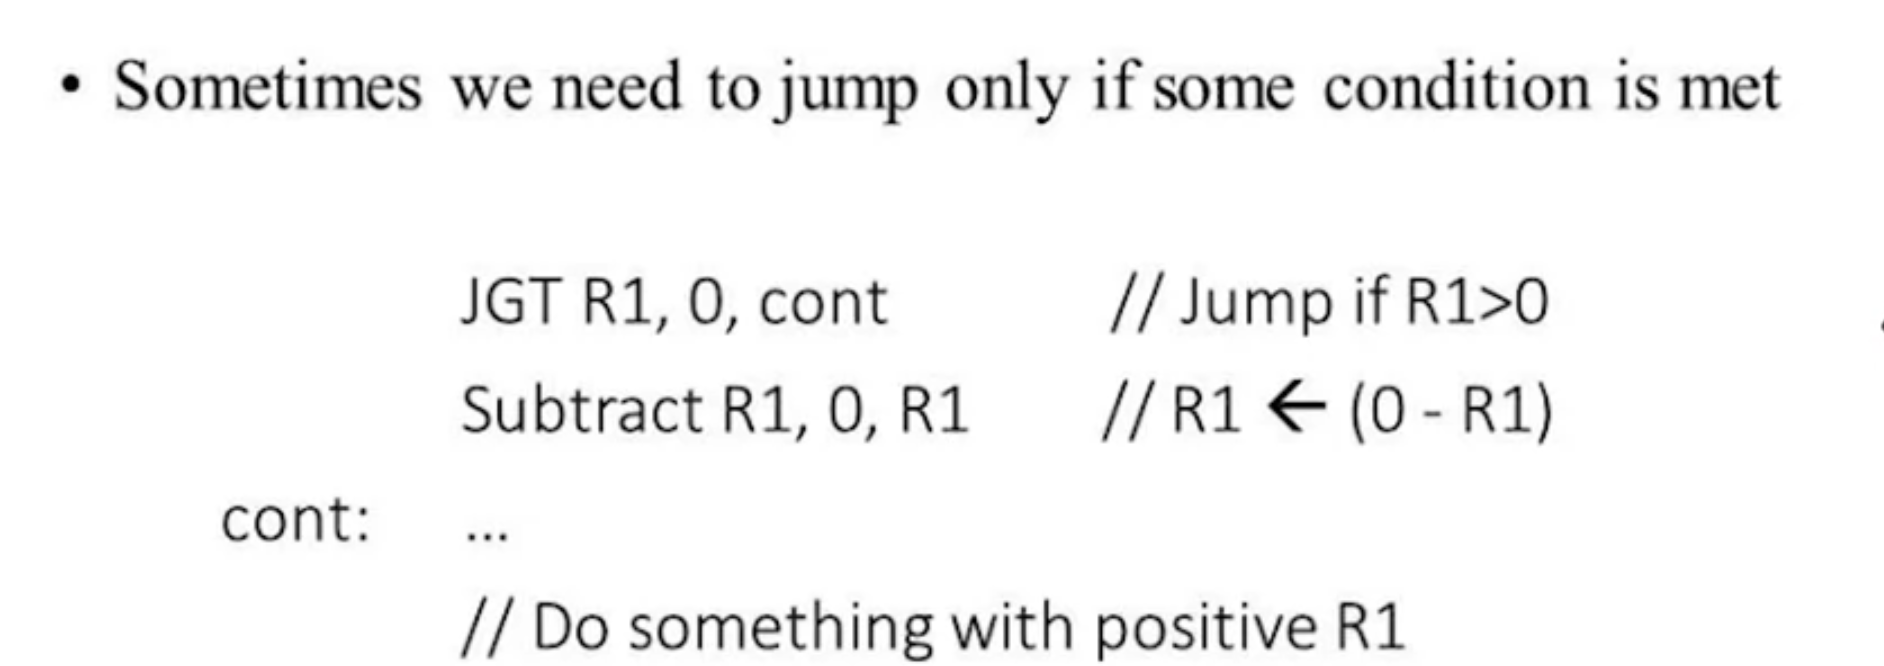 • Sometimes we need to jump only if some condition is met
JGT R1, 0, cont // Jump if R1>0
Subtract R1, 0, R1 // R1 ← (0 - R1)
cont: ...
// Do something with positive R1